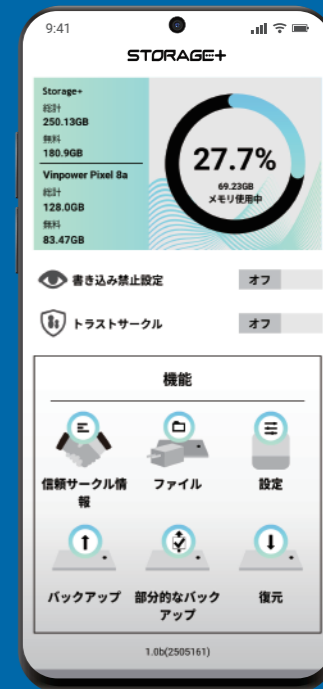 9:41
STORAGE+
Storage+
総計
250.13GB
無料
180.9GB
Vinpower Pixel 8a
総計
128.0GB
無料
83.47GB
27.7%
69.23GB
メモリ使用中
書き込み禁止設定
オフ
トラストサークル
オフ
機能
信頼サークル情
報
ファイル
設定
バックアップ
部分的なバック
アップ
復元
1.0b(2505161)